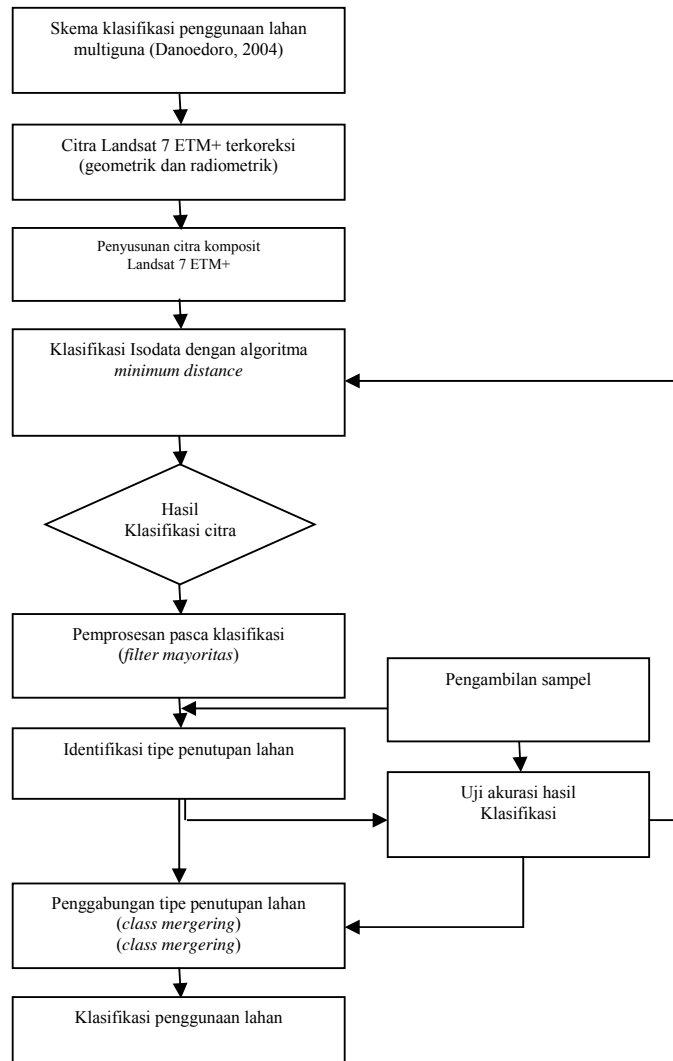 Skema klasifikasi penggunaan lahan
multiguna (Danoedoro, 2004)
Citra Landsat 7 ETM+ terkoreksi
(geometrik dan radiometrik)
Penyusunan citra komposit
Landsat 7 ETM+
Klasifikasi Isodata dengan algoritma
minimum distance
Hasil
Klasifikasi citra
Pemprosesan pasca klasifikasi
(filter mayoritas)
Pengambilan sampel
Identifikasi tipe penutupan lahan
Uji akurasi hasil
Klasifikasi
Penggabungan tipe penutupan lahan
(class mergering)
(class mergering)
Klasifikasi penggunaan lahan